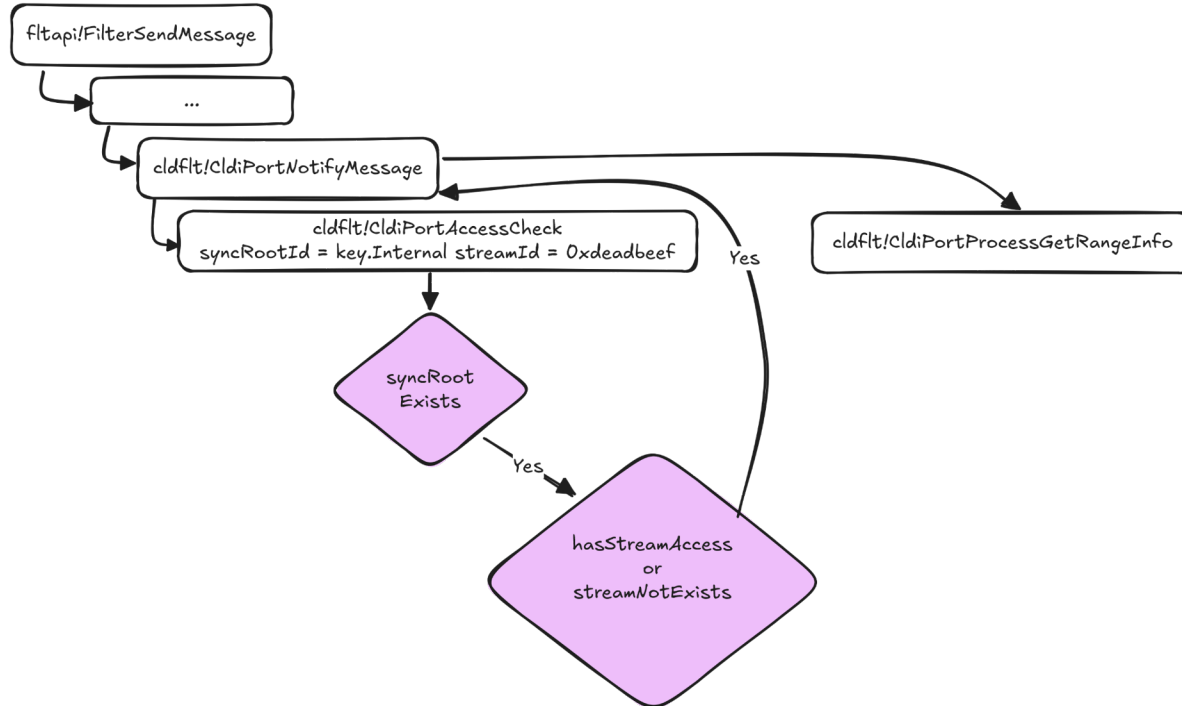 fltapi!FilterSendMessage
...
cldflt!CldiPortNotifyMessage
cldflt!CldiPortAccessCheck
syncRootId = key.Internal streamId = 0xdeadbeef
cldflt!CldiPortProcessGetRangeInfo
Yes
syncRoot
Exists
Yes
hasStreamAccess
or
streamNotExists